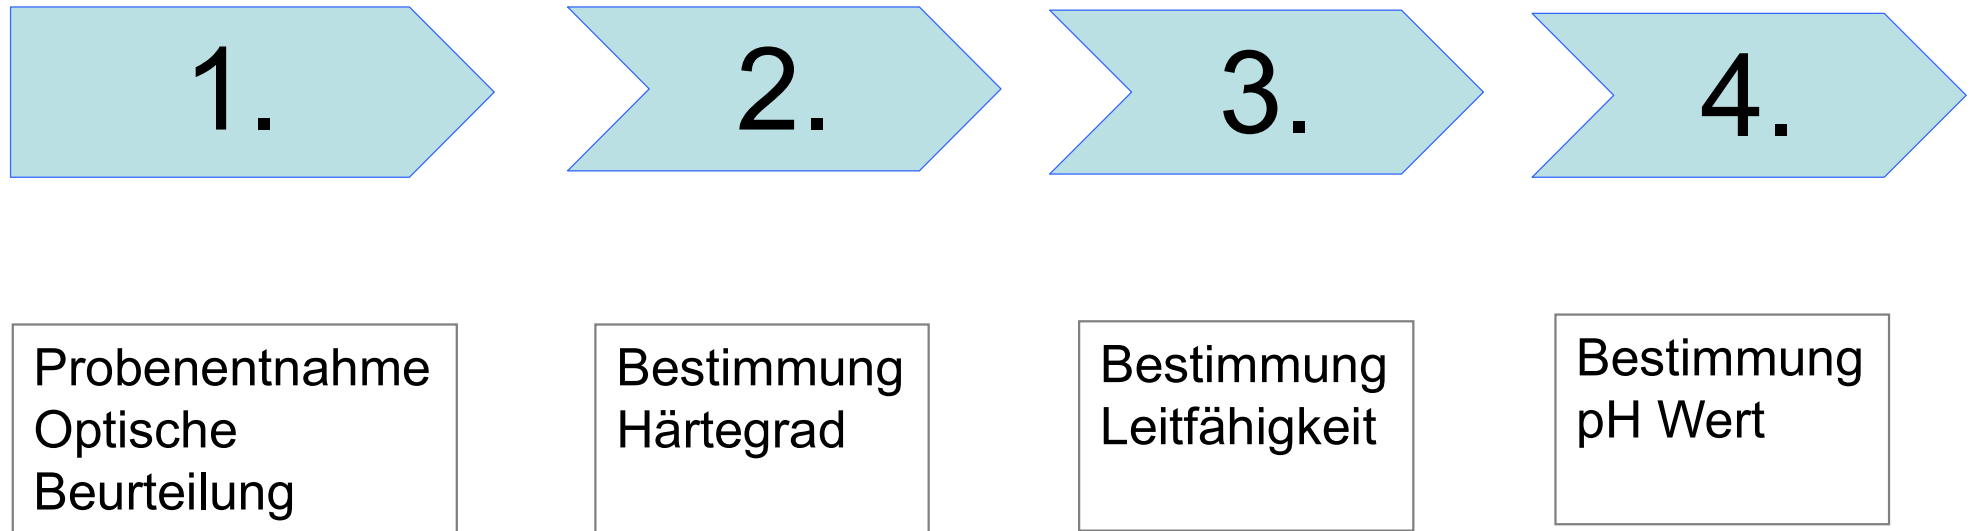 1.
2.
3.
4.
Probenentnahme
Optische
Beurteilung
Bestimmung
Härtegrad
Bestimmung
Leitfähigkeit
Bestimmung
pH Wert